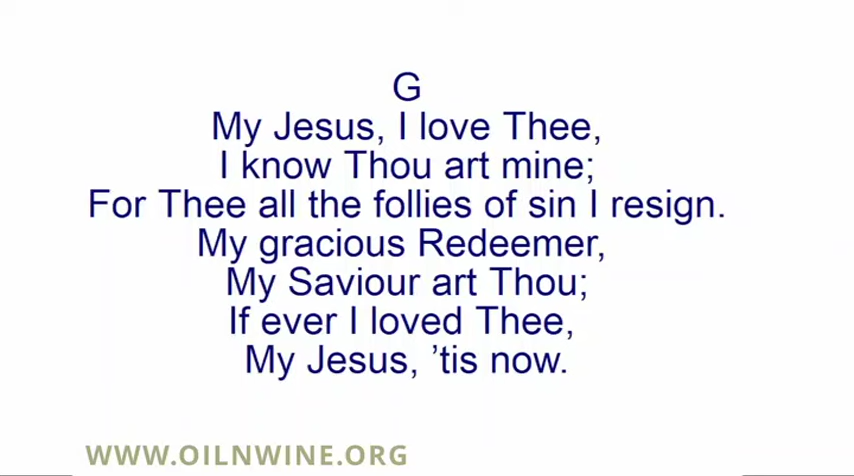 G
My Jesus, I love Thee,
I know Thou art mine;
For Thee all the follies of sin I resign.
My gracious Redeemer,
My Saviour art Thou;
If ever I loved Thee,
My Jesus, ’tis now.
WWW.OILNWINE.ORG